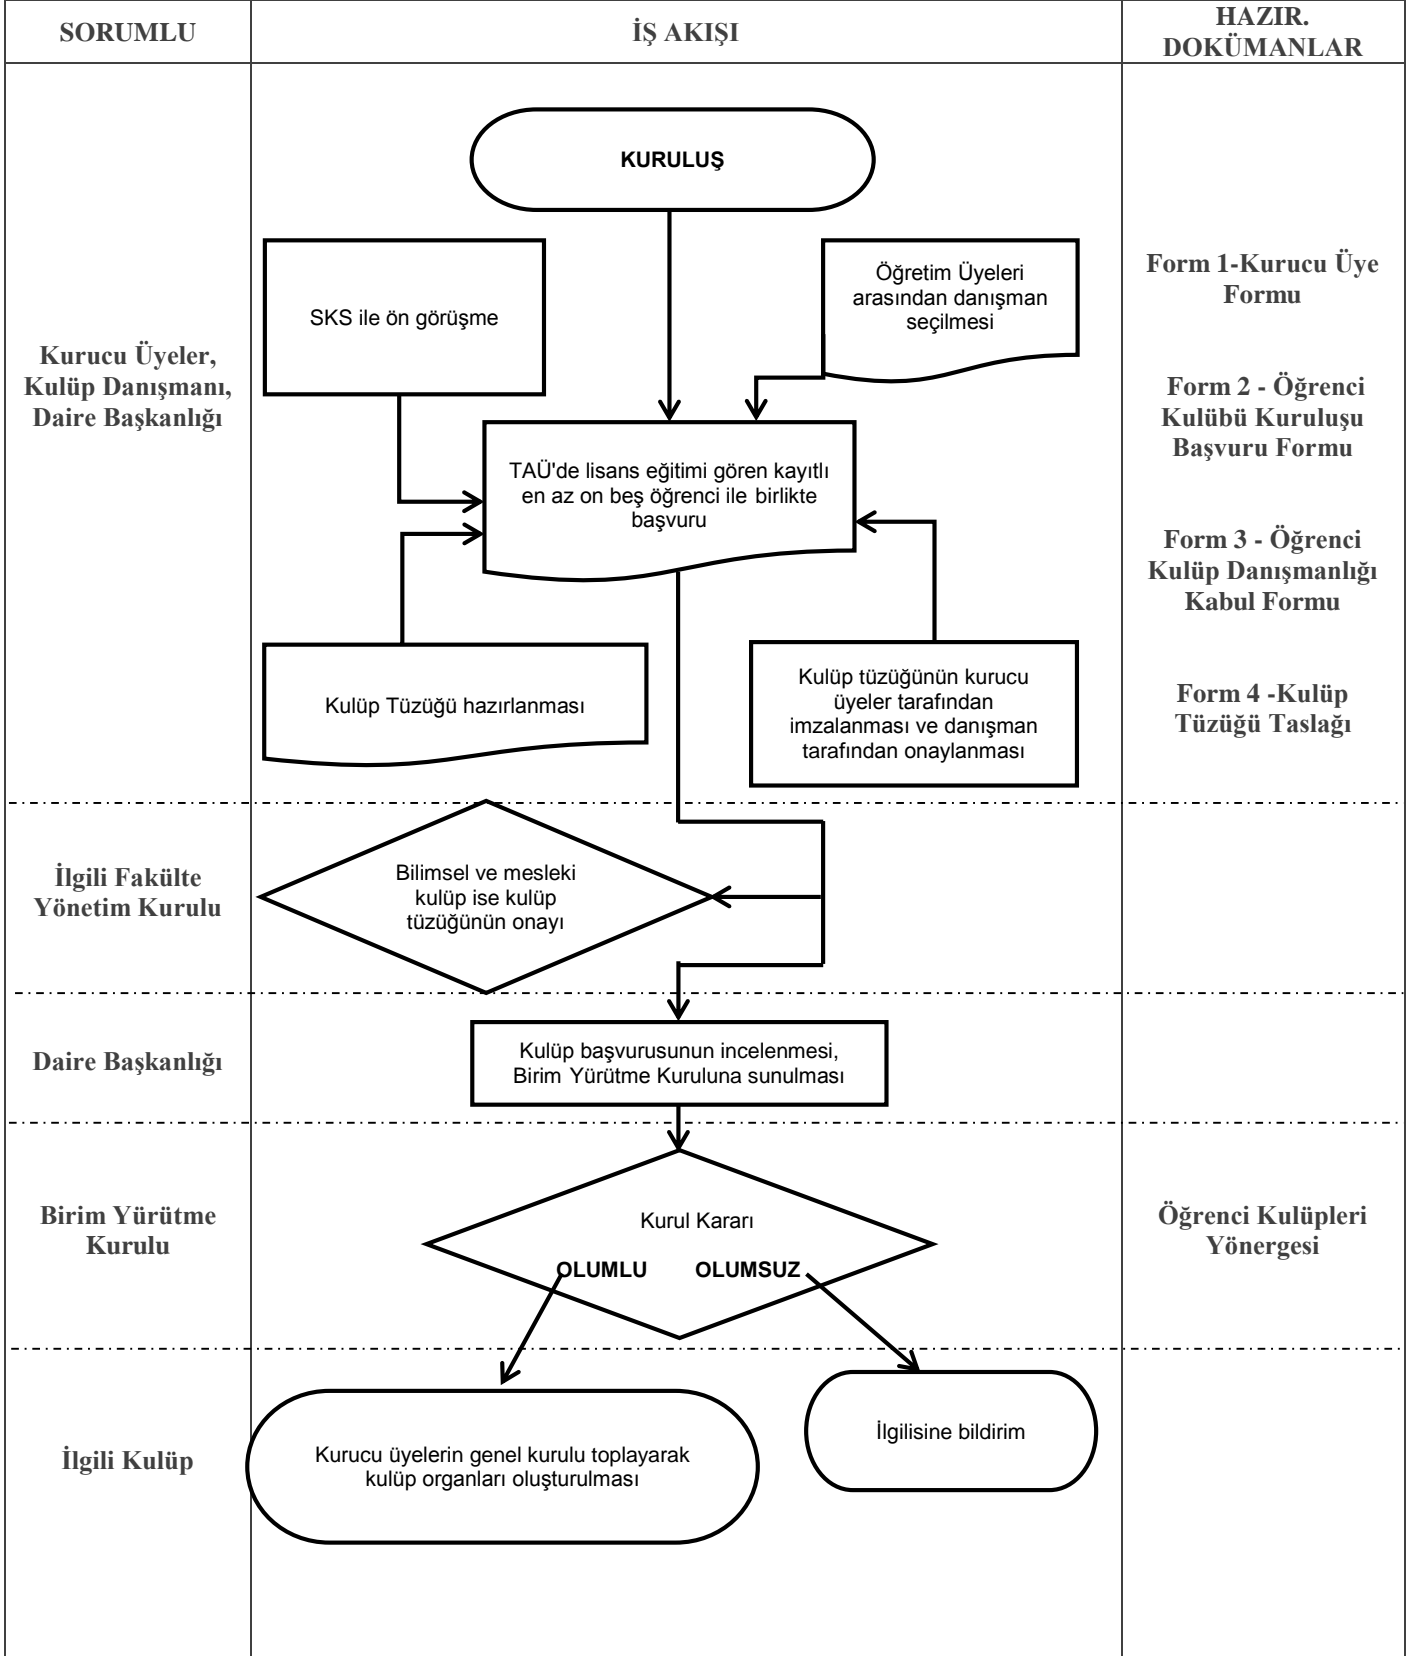 SORUMLU
İŞ AKIŞI
HAZIR.
DOKÜMANLAR
KURULUŞ
SKS ile ön görüşme
Öğretim Üyeleri
arasından danışman
seçilmesi
Kurucu Üyeler,
Kulüp Danışmanı,
Daire Başkanlığı
Form 1-Kurucu Üye
Formu
Form 2 - Öğrenci
Kulübü Kuruluşu
Başvuru Formu
TAÜ'de lisans eğitimi gören kayıtlı
en az on beş öğrenci ile birlikte
başvuru
Form 3 - Öğrenci
Kulüp Danışmanlığı
Kabul Formu
Kulüp Tüzüğü hazırlanması
Kulüp tüzüğünün kurucu
üyeler tarafından
imzalanması ve danışman
tarafından onaylanması
Form 4 -Kulüp
Tüzüğü Taslağı
İlgili Fakülte
Yönetim Kurulu
Bilimsel ve mesleki
kulüp ise kulüp
tüzüğünün onayı
Daire Başkanlığı
Kulüp başvurusunun incelenmesi,
Birim Yürütme Kuruluna sunulması
Birim Yürütme
Kurulu
Kurul Kararı
OLUMLU OLUMSUZ
Öğrenci Kulüpleri
Yönergesi
İlgili Kulüp
Kurucu üyelerin genel kurulu toplayarak
kulüp organları oluşturulması
İlgilisine bildirim